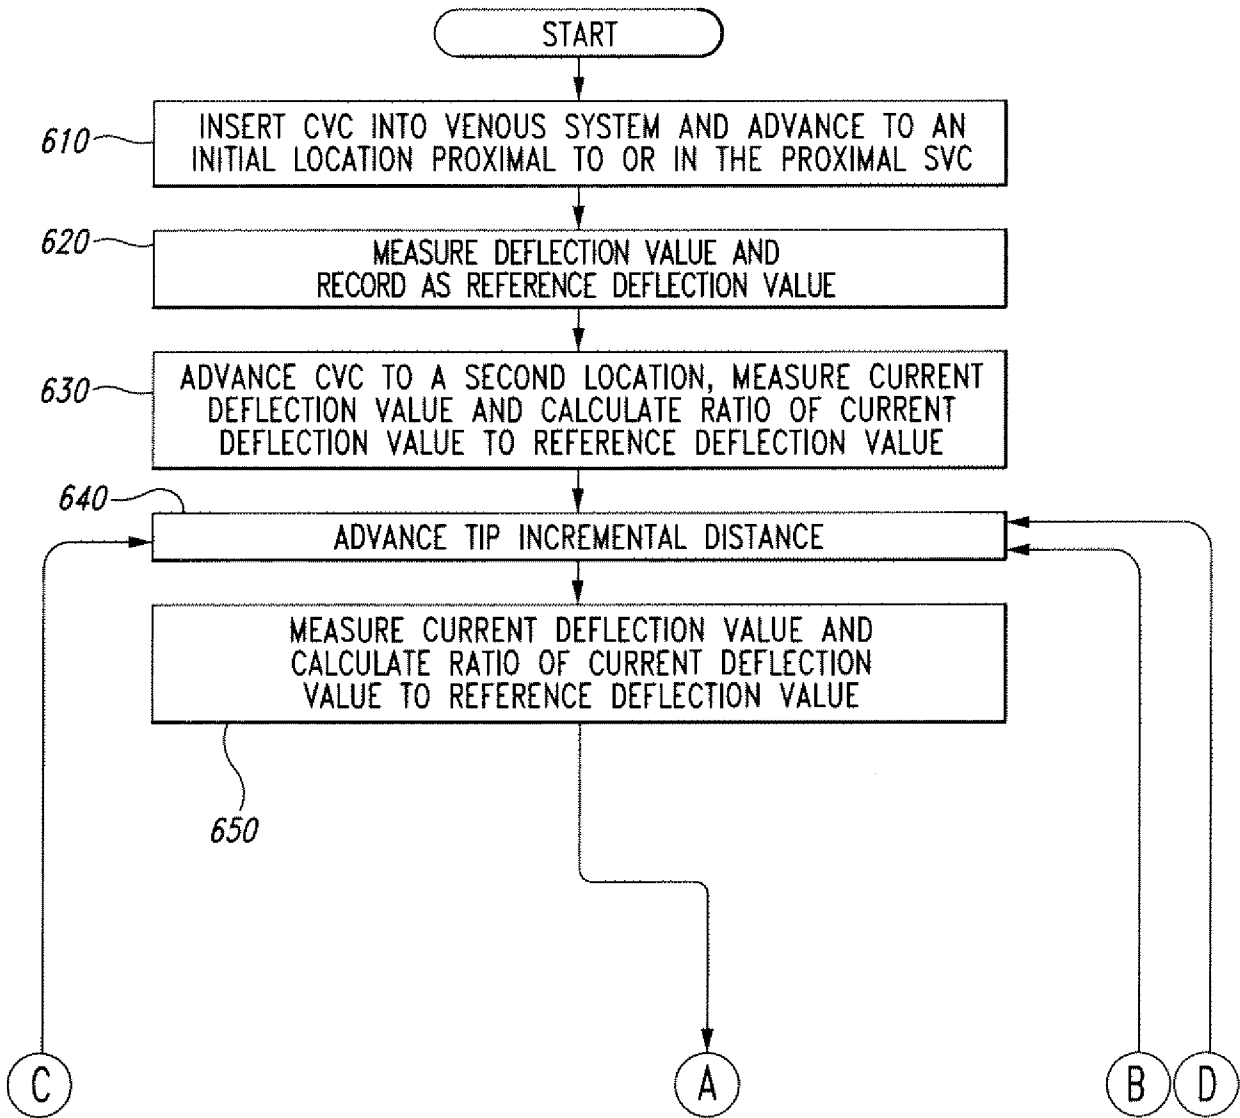 START
610
INSERT CVC INTO VENOUS SYSTEM AND ADVANCE TO AN
INITIAL LOCATION PROXIMAL TO OR IN THE PROXIMAL SVC
620
MEASURE DEFLECTION VALUE AND
RECORD AS REFERENCE DEFLECTION VALUE
630
ADVANCE CVC TO A SECOND LOCATION, MEASURE CURRENT
DEFLECTION VALUE AND CALCULATE RATIO OF CURRENT
DEFLECTION VALUE TO REFERENCE DEFLECTION VALUE
640
ADVANCE TIP INCREMENTAL DISTANCE
MEASURE CURRENT DEFLECTION VALUE AND
CALCULATE RATIO OF CURRENT DEFLECTION
VALUE TO REFERENCE DEFLECTION VALUE
650
C
A
B
D